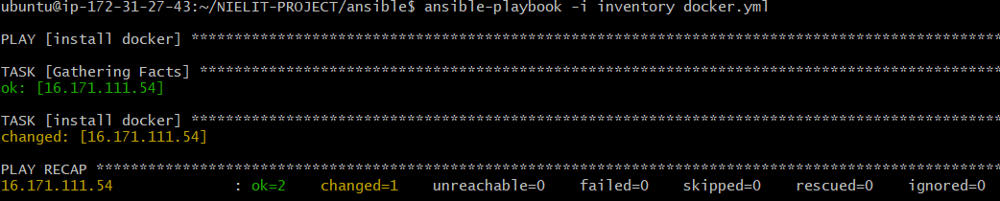 ubuntu@ip-172-31-27-43:~/NIELIT-PROJECT/ansible$ ansible-playbook -i inventory docker.yml
PLAY [install docker] *********************************************************************************************
TASK [Gathering Facts] ********************************************************************************************
ok: [16.171.111.54]
TASK [install docker] *********************************************************************************************
changed: [16.171.111.54]
PLAY RECAP ********************************************************************************************************
16.171.111.54              : ok=2    changed=1    unreachable=0    failed=0    skipped=0    rescued=0    ignored=0